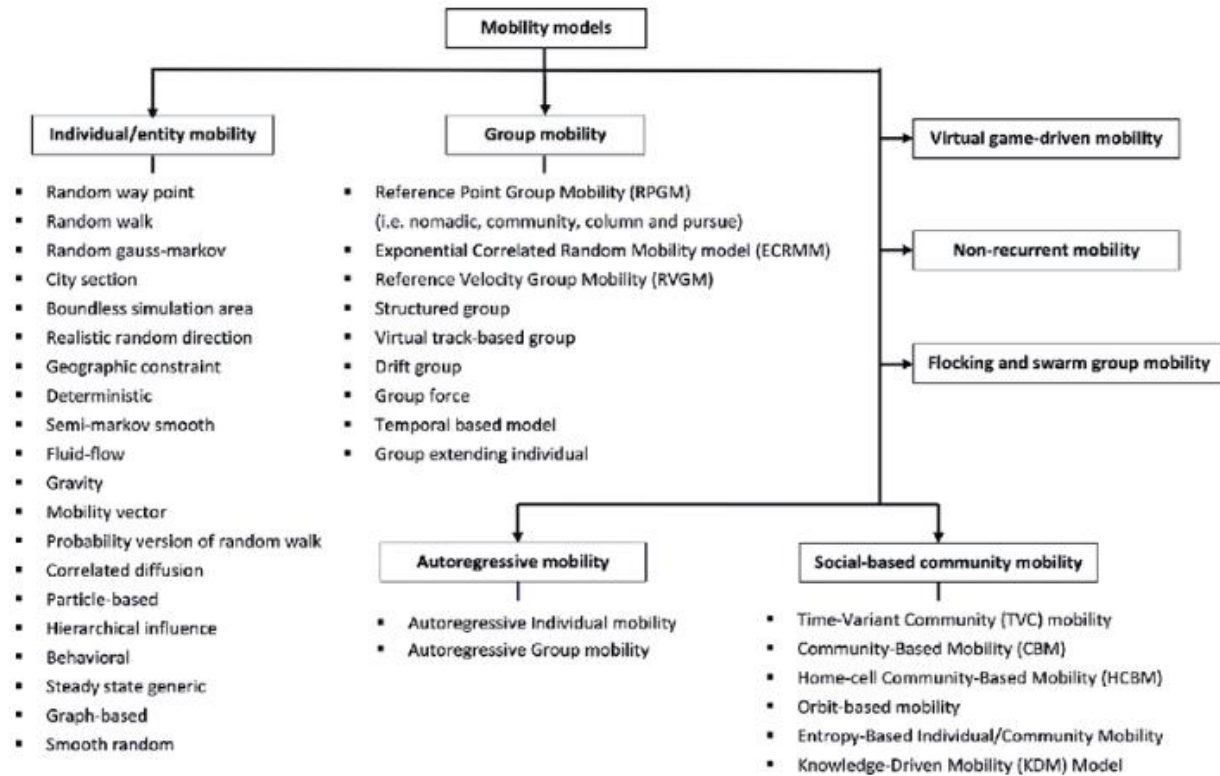 Mobility models
Individual/entity mobility
▪ Random way point
▪ Random walk
▪ Random gauss-markov
▪ City section
▪ Boundless simulation area
▪ Realistic random direction
▪ Geographic constraint
▪ Deterministic
▪ Semi-markov smooth
▪ Fluid-flow
▪ Gravity
▪ Mobility vector
▪ Probability version of random walk
▪ Correlated diffusion
▪ Particle-based
▪ Hierarchical influence
▪ Behavioral
▪ Steady state generic
▪ Graph-based
▪ Smooth random
Group mobility
▪ Reference Point Group Mobility (RPGM)
(i.e. nomadic, community, column and pursue)
▪ Exponential Correlated Random Mobility model (ECRMM)
▪ Reference Velocity Group Mobility (RVGM)
▪ Structured group
▪ Virtual track-based group
▪ Drift group
▪ Group force
▪ Temporal based model
▪ Group extending individual
Virtual game-driven mobility
Non-recurrent mobility
Flocking and swarm group mobility
Autoregressive mobility
▪ Autoregressive Individual mobility
▪ Autoregressive Group mobility
Social-based community mobility
▪ Time-Variant Community (TVC) mobility
▪ Community-Based Mobility (CBM)
▪ Home-cell Community-Based Mobility (HCBM)
▪ Orbit-based mobility
▪ Entropy-Based Individual/Community Mobility
▪ Knowledge-Driven Mobility (KDM) Model